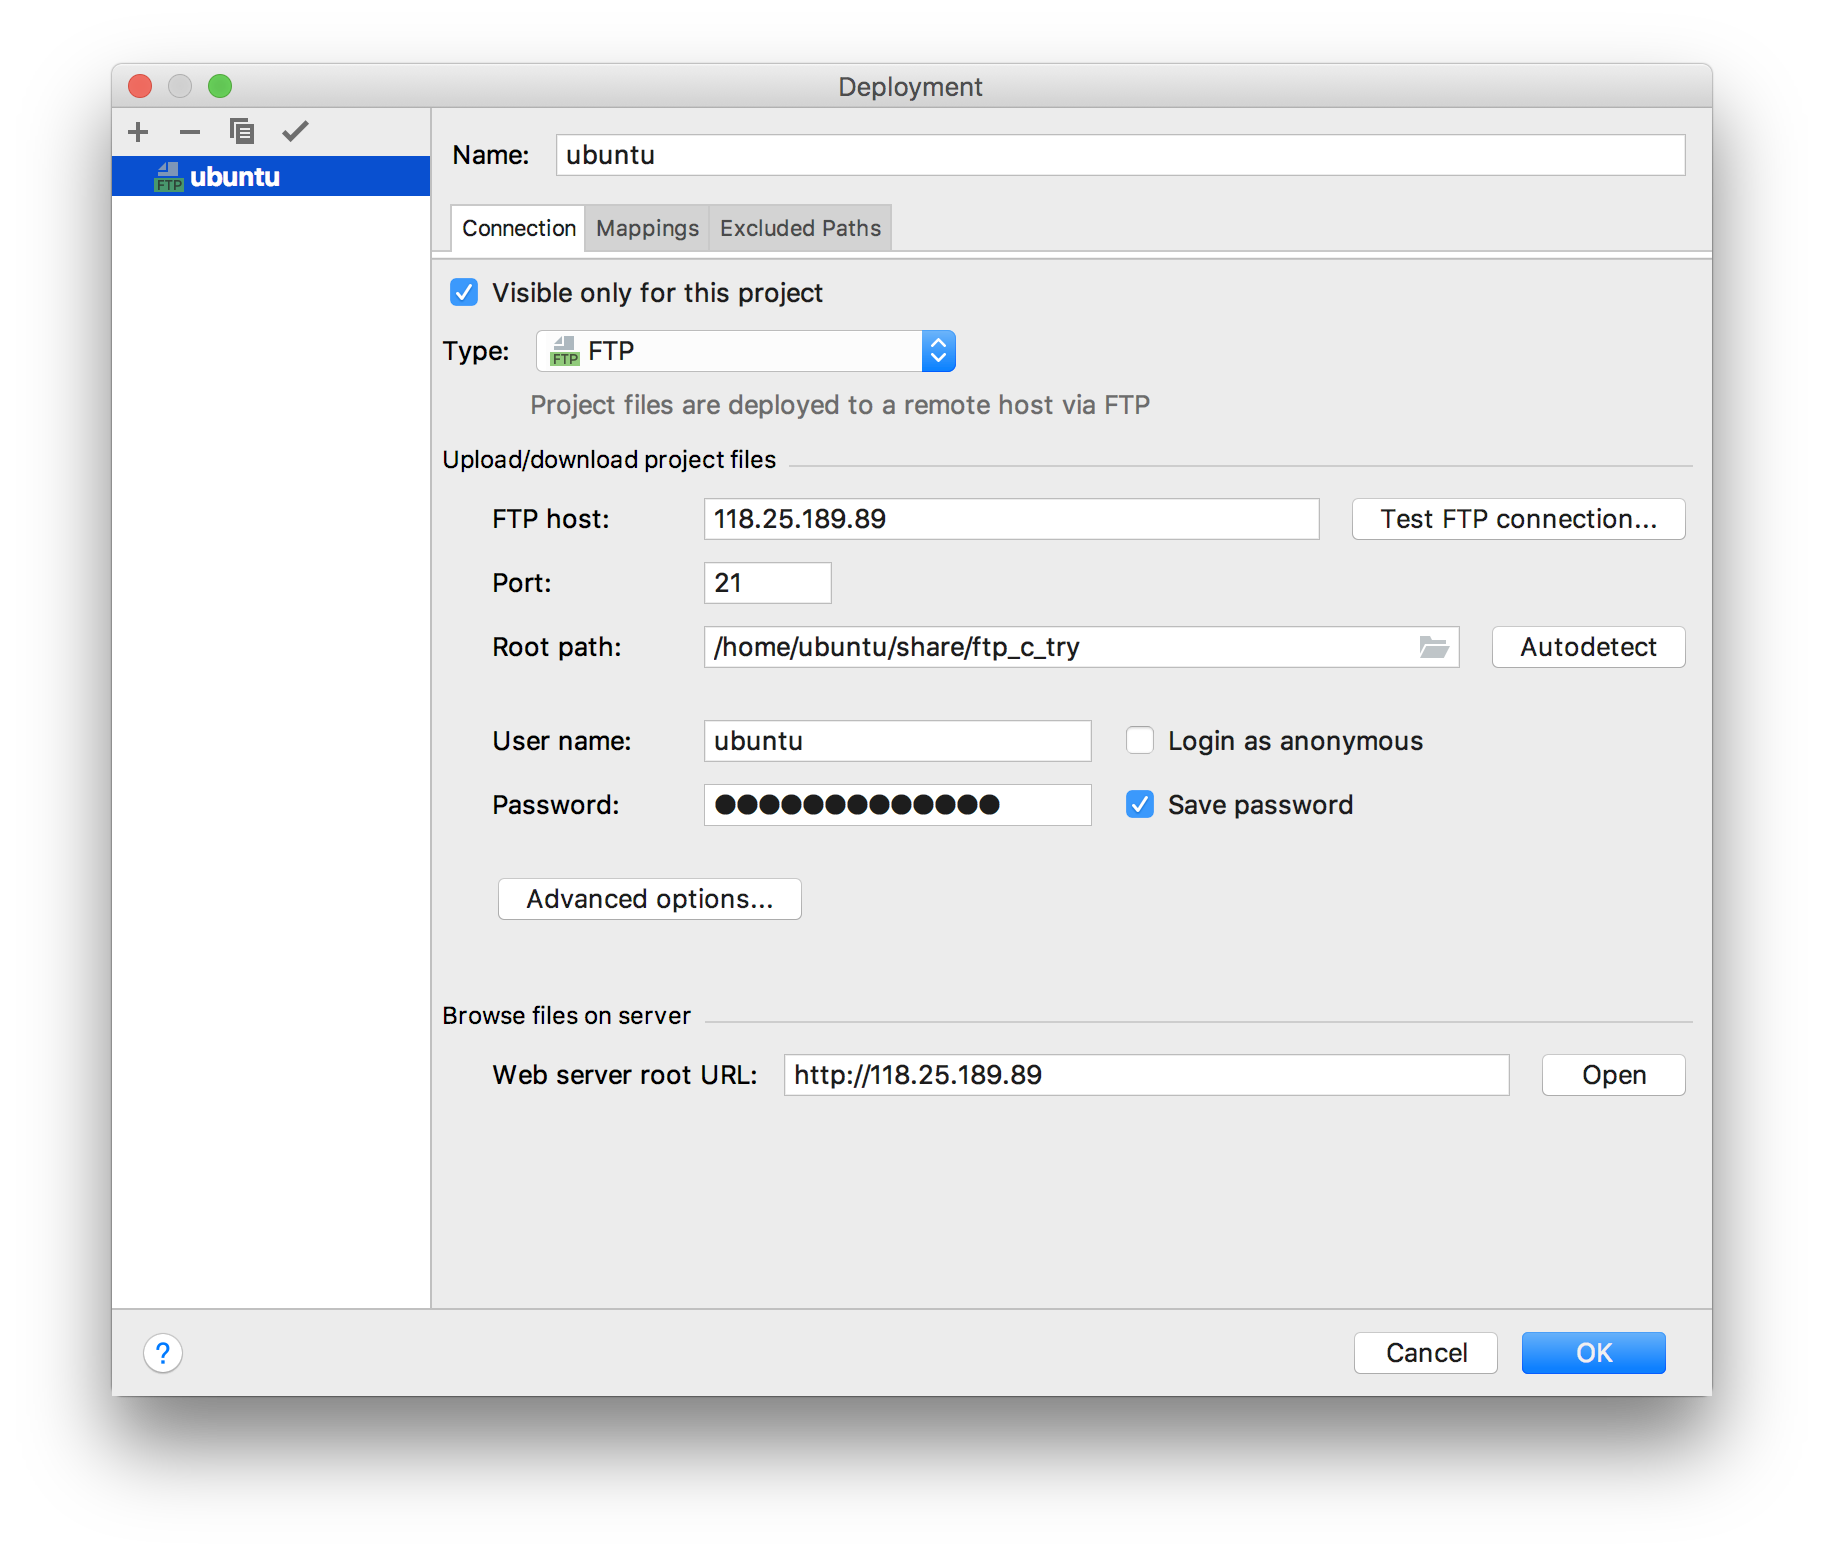 Deployment
FTP ubuntu
Name: ubuntu
Connection Mappings Excluded Paths
Visible only for this project
Type: FTP FTP
Project files are deployed to a remote host via FTP
Upload/download project files
FTP host: 118.25.189.89 Test FTP connection...
Port: 21
Root path: /home/ubuntu/share/ftp_c_try Autodetect
User name: ubuntu Login as anonymous
Password: ●●●●●●●●●●●●● Save password
Advanced options...
Browse files on server
Web server root URL: http://118.25.189.89 Open
? Cancel OK